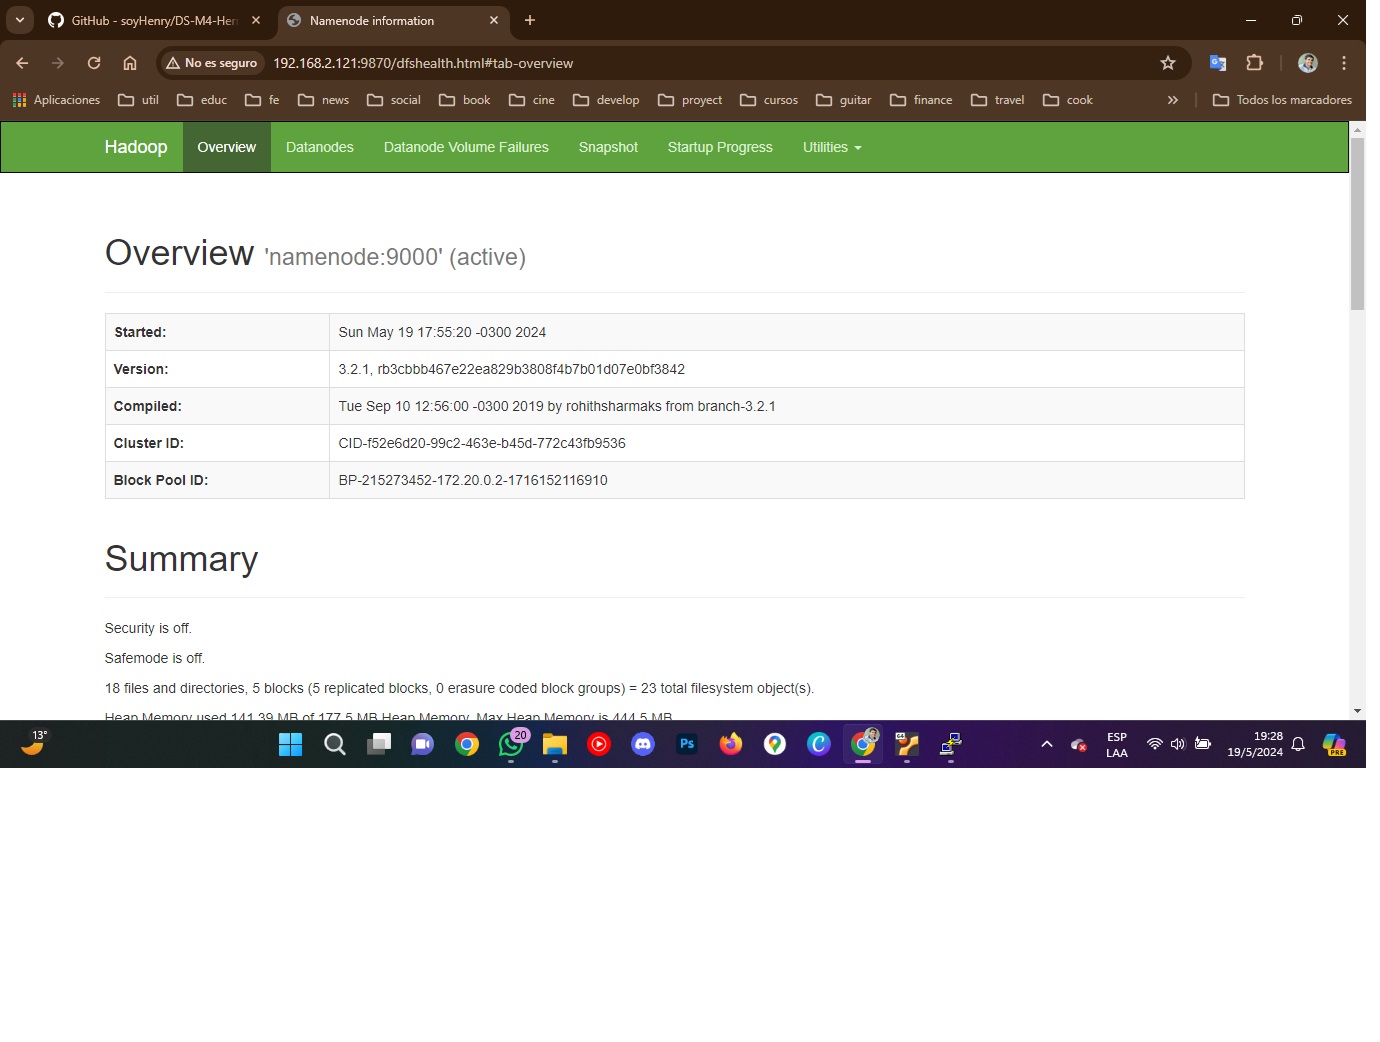 GitHub - soyHenry/DS-M4-Hen
Namenode information
No es seguro 192.168.2.121:9870/dfshealth.html#tab-overview
Aplicaciones util educ fe news social book cine develop proyect cursos guitar finance travel cook » Todos los marcadores
Hadoop Overview Datanodes Datanode Volume Failures Snapshot Startup Progress Utilities
Overview 'namenode:9000' (active)
Started: Sun May 19 17:55:20 -0300 2024
Version: 3.2.1, rb3cbbb467e22ea829b3808f4b7b01d07e0bf3842
Compiled: Tue Sep 10 12:56:00 -0300 2019 by rohithsharmaks from branch-3.2.1
Cluster ID: CID-f52e6d20-99c2-463e-b45d-772c43fb9536
Block Pool ID: BP-215273452-172.20.0.2-1716152116910
Summary
Security is off.
Safemode is off.
18 files and directories, 5 blocks (5 replicated blocks, 0 erasure coded block groups) = 23 total filesystem object(s).
Heap Memory used 141.39 MB of 177.5 MB Heap Memory. Max Heap Memory is 444.5 MB.
13°
20
Ps
64
ESP
LAA
19:28
19/5/2024
PRE